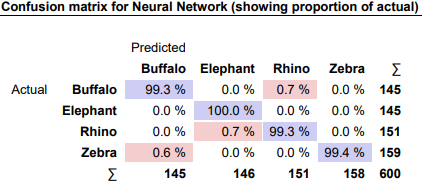 Confusion matrix for Neural Network (showing proportion of actual)
Predicted
Buffalo Elephant Rhino Zebra Σ
Actual Buffalo 99.3 % 0.0 % 0.7 % 0.0 % 145
Elephant 0.0 % 100.0 % 0.0 % 0.0 % 145
Rhino 0.0 % 0.7 % 99.3 % 0.0 % 151
Zebra 0.6 % 0.0 % 0.0 % 99.4 % 159
Σ 145 146 151 158 600